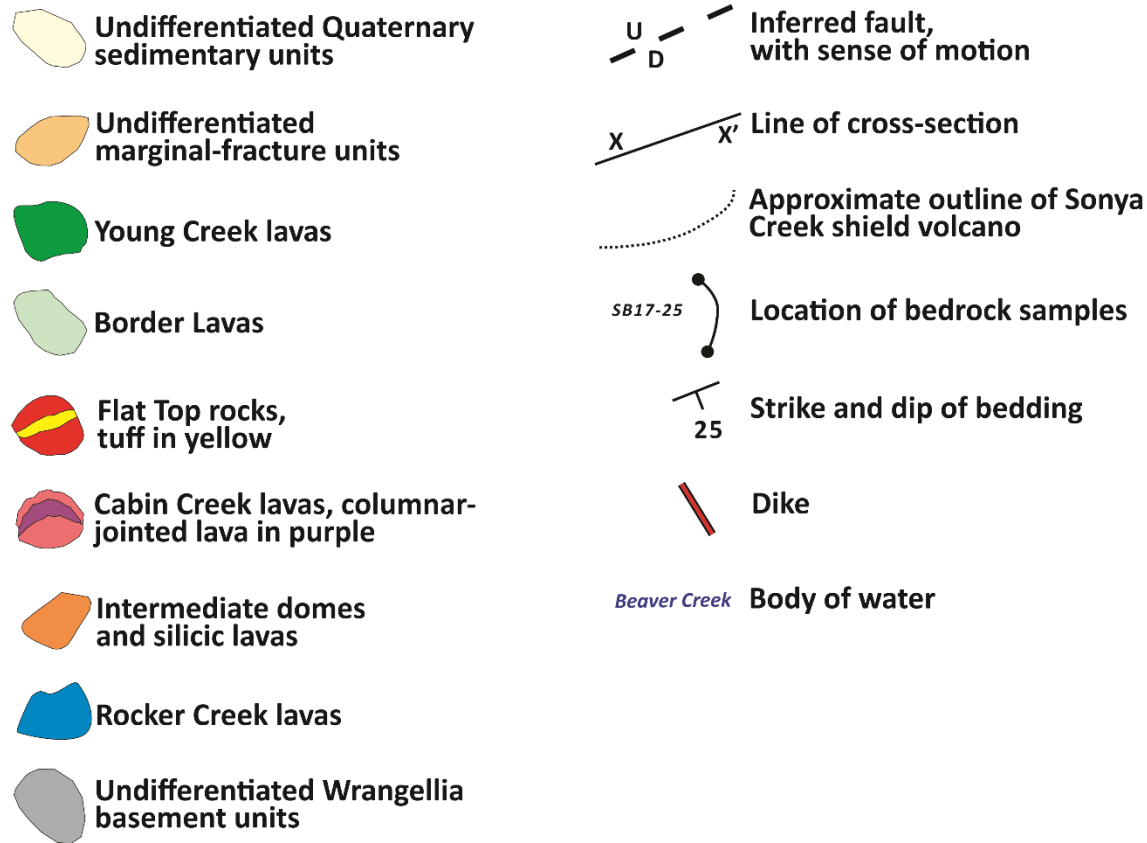 Undifferentiated Quaternary
sedimentary units
Undifferentiated
marginal-fracture units
Young Creek lavas
Border Lavas
Flat Top rocks,
tuff in yellow
Cabin Creek lavas, columnar-
jointed lava in purple
Intermediate domes
and silicic lavas
Rocker Creek lavas
Undifferentiated Wrangellia
basement units
U
D
Inferred fault,
with sense of motion
X
X’
Line of cross-section
Approximate outline of Sonya
Creek shield volcano
SB17-25
Location of bedrock samples
25
Strike and dip of bedding
Dike
Beaver Creek
Body of water